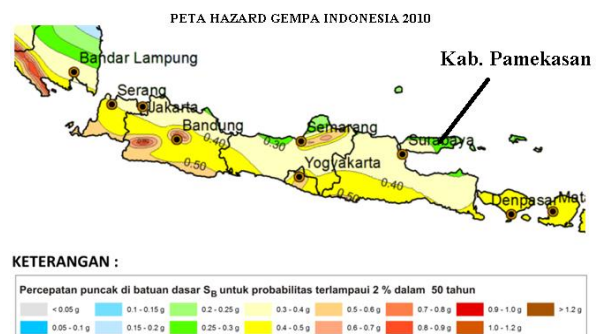 PETA HAZARD GEMPA INDONESIA 2010
Bandar Lampung
Kab. Pamekasan
Serang
Jakarta
Bandung
Semarang
Surabaya
0.40
0.30
Yogyakarta
0.50
0.40
0.50
Denpasar
Mat
KETERANGAN :
Percepatan puncak di batuan dasar SB untuk probabilitas terlampaui 2 % dalam 50 tahun
< 0.05 g 0.1 - 0.15 g 0.2 - 0.25 g 0.3 - 0.4 g 0.5 - 0.6 g 0.7 - 0.8 g 0.9 - 1.0 g > 1.2 g
0.05 - 0.1 g 0.15 - 0.2 g 0.25 - 0.3 g 0.4 - 0.5 g 0.6 - 0.7 g 0.8 - 0.9 g 1.0 - 1.2 g